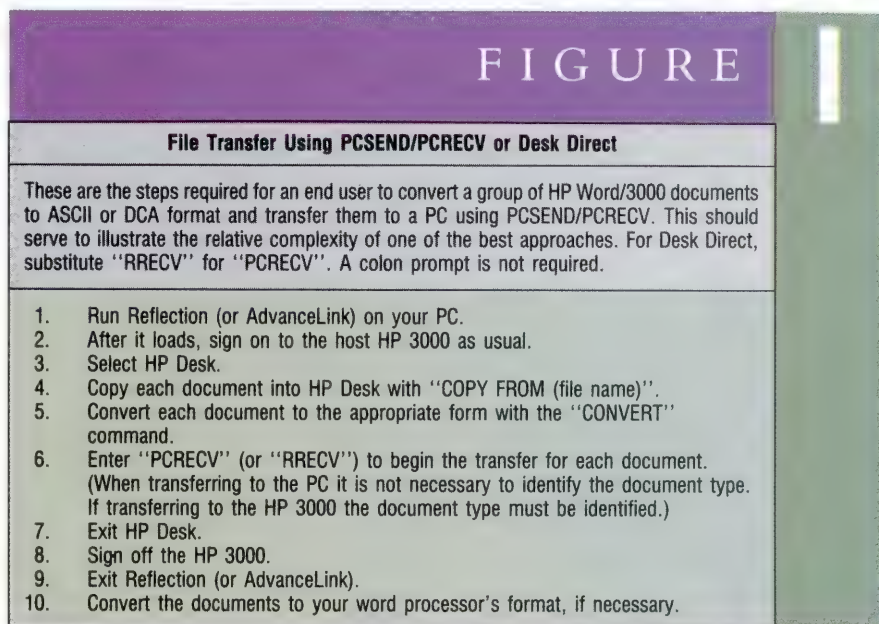 FIGURE 1
File Transfer Using PCSEND/PCRECV or Desk Direct
These are the steps required for an end user to convert a group of HP Word/3000 documents
to ASCII or DCA format and transfer them to a PC using PCSEND/PCRECV. This should
serve to illustrate the relative complexity of one of the best approaches. For Desk Direct,
substitute ''RRECV'' for ''PCRECV''. A colon prompt is not required.
1. Run Reflection (or AdvanceLink) on your PC.
2. After it loads, sign on to the host HP 3000 as usual.
3. Select HP Desk.
4. Copy each document into HP Desk with ''COPY FROM (file name)''.
5. Convert each document to the appropriate form with the ''CONVERT''
command.
6. Enter ''PCRECV'' (or ''RRECV'') to begin the transfer for each document.
(When transferring to the PC it is not necessary to identify the document type.
If transferring to the HP 3000 the document type must be identified.)
7. Exit HP Desk.
8. Sign off the HP 3000.
9. Exit Reflection (or AdvanceLink).
10. Convert the documents to your word processor's format, if necessary.